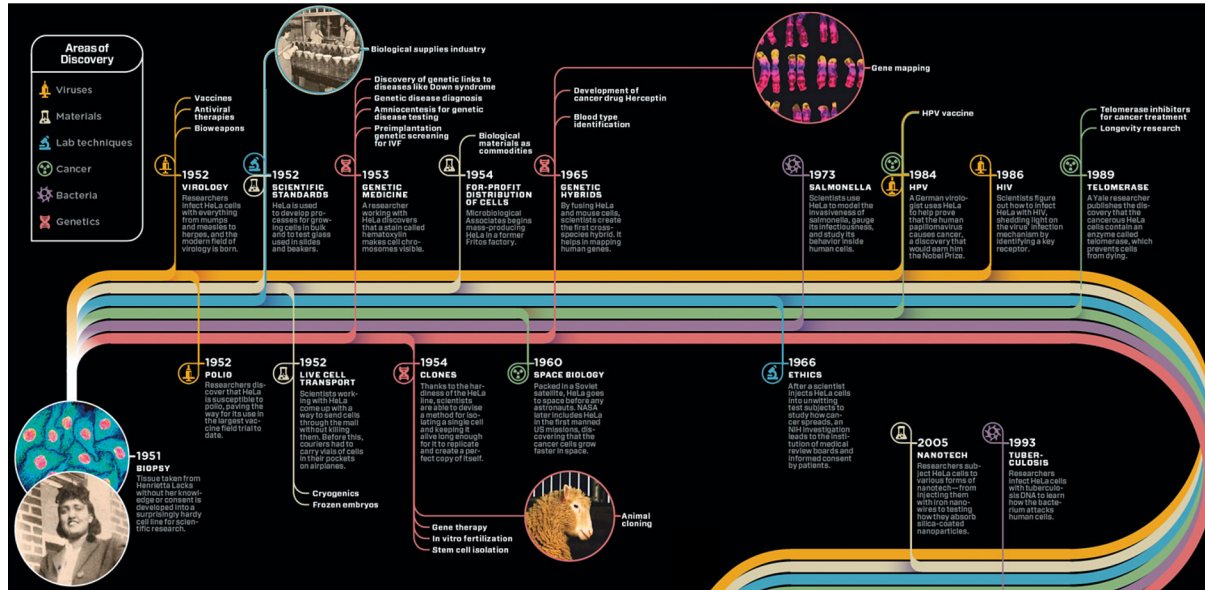 Areas of
Discovery
Viruses
Materials
Lab techniques
Cancer
Bacteria
Genetics
1951
BIOPSY
Tissue taken from
Henrietta Lacks
without her knowl-
edge or consent is
developed into a
surprisingly hardy
cell line for scien-
tific research.
Vaccines
Antiviral
therapies
Bioweapons
1952
VIROLOGY
Researchers
infect HeLa cells
with everything
from mumps
and measles to
herpes, and the
modern field of
virology is born.
1952
POLIO
Researchers dis-
cover that HeLa
is susceptible to
polio, paving the
way for its use in
the largest vac-
cine field trial to
date.
Biological supplies industry
1952
SCIENTIFIC
STANDARDS
HeLa is used
to develop pro-
cesses for grow-
ing cells in bulk
and to test glass
used in slides
and beakers.
1952
LIVE CELL
TRANSPORT
Scientists work-
ing with HeLa
come up with a
way to send cells
through the mail
without killing
them. Before this,
couriers had to
carry vials of cells
in their pockets
on airplanes.
Cryogenics
Frozen embryos
Discovery of genetic links to
diseases like Down syndrome
Genetic disease diagnosis
Amniocentesis for genetic
disease testing
Preimplantation
genetic screening
for IVF
1953
GENETIC
MEDICINE
A researcher
working with
HeLa discovers
that a stain called
hematoxylin
makes cell chro-
mosomes visible.
1954
CLONES
Thanks to the har-
diness of the HeLa
line, scientists
are able to devise
a method for iso-
lating a single cell
and keeping it
alive long enough
for it to replicate
and create a per-
fect copy of itself.
Gene therapy
In vitro fertilization
Stem cell isolation
Animal
cloning
Biological
materials as
commodities
1954
FOR-PROFIT
DISTRIBUTION
OF CELLS
Microbiological
Associates begins
mass-producing
HeLa in a former
Fritos factory.
1960
SPACE BIOLOGY
Packed in a Soviet
satellite, HeLa goes
to space before any
astronauts. NASA
later includes HeLa
in the first manned
US missions, dis-
covering that the
cancer cells grow
faster in space.
Gene mapping
Development of
cancer drug Herceptin
Blood type
identification
1965
GENETIC
HYBRIDS
By fusing HeLa
and mouse cells,
scientists create
the first cross-
species hybrid. It
helps in mapping
human genes.
1966
ETHICS
After a scientist
injects HeLa cells
into unwitting
test subjects to
study how can-
cer spreads, an
NIH investigation
leads to the insti-
tution of medical
review boards and
informed consent
by patients.
1973
SALMONELLA
Scientists use
HeLa to model the
invasiveness of
salmonella, gauge
its infectiousness,
and study its
behavior inside
human cells.
HPV vaccine
1984
HPV
A German virolo-
gist uses HeLa
to help prove that
the human
papillomavirus
causes cancer,
a discovery that
would earn him
the Nobel Prize.
1986
HIV
Scientists figure
out how to infect
HeLa with HIV,
shedding light on
the virus' infection
mechanism by
identifying a key
receptor.
Telomerase inhibitors
for cancer treatment
Longevity research
1989
TELOMERASE
A Yale researcher
publishes the dis-
covery that the
cancerous HeLa
cells contain an
enzyme called
telomerase, which
prevents cells
from dying.
2005
NANOTECH
Researchers sub-
ject HeLa cells to
various forms of
nanotech—from
injecting them
with iron nano-
wires to testing
how they absorb
silica-coated
nanoparticles.
1993
TUBER-
CULOSIS
Researchers
infect HeLa cells
with tuberculo-
sis DNA to learn
how the bacte-
rium attacks
human cells.